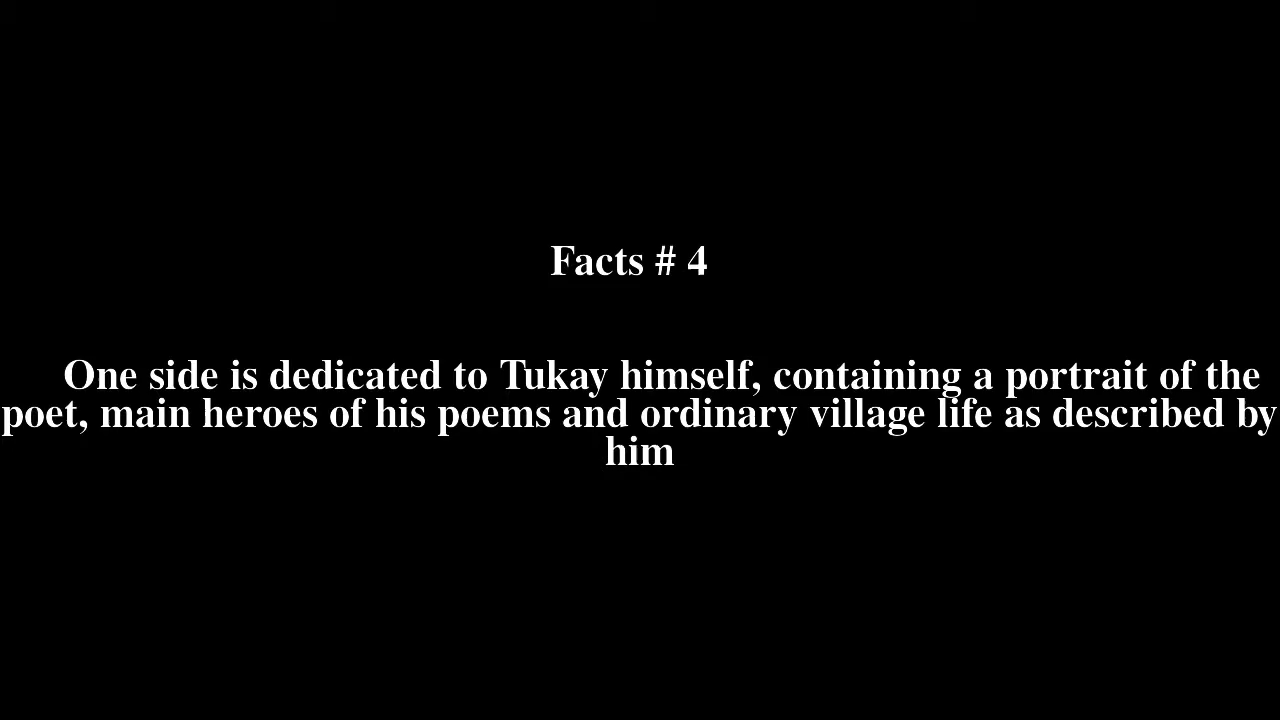 Facts # 4
One side is dedicated to Tukay himself, containing a portrait of the
poet, main heroes of his poems and ordinary village life as described by
him